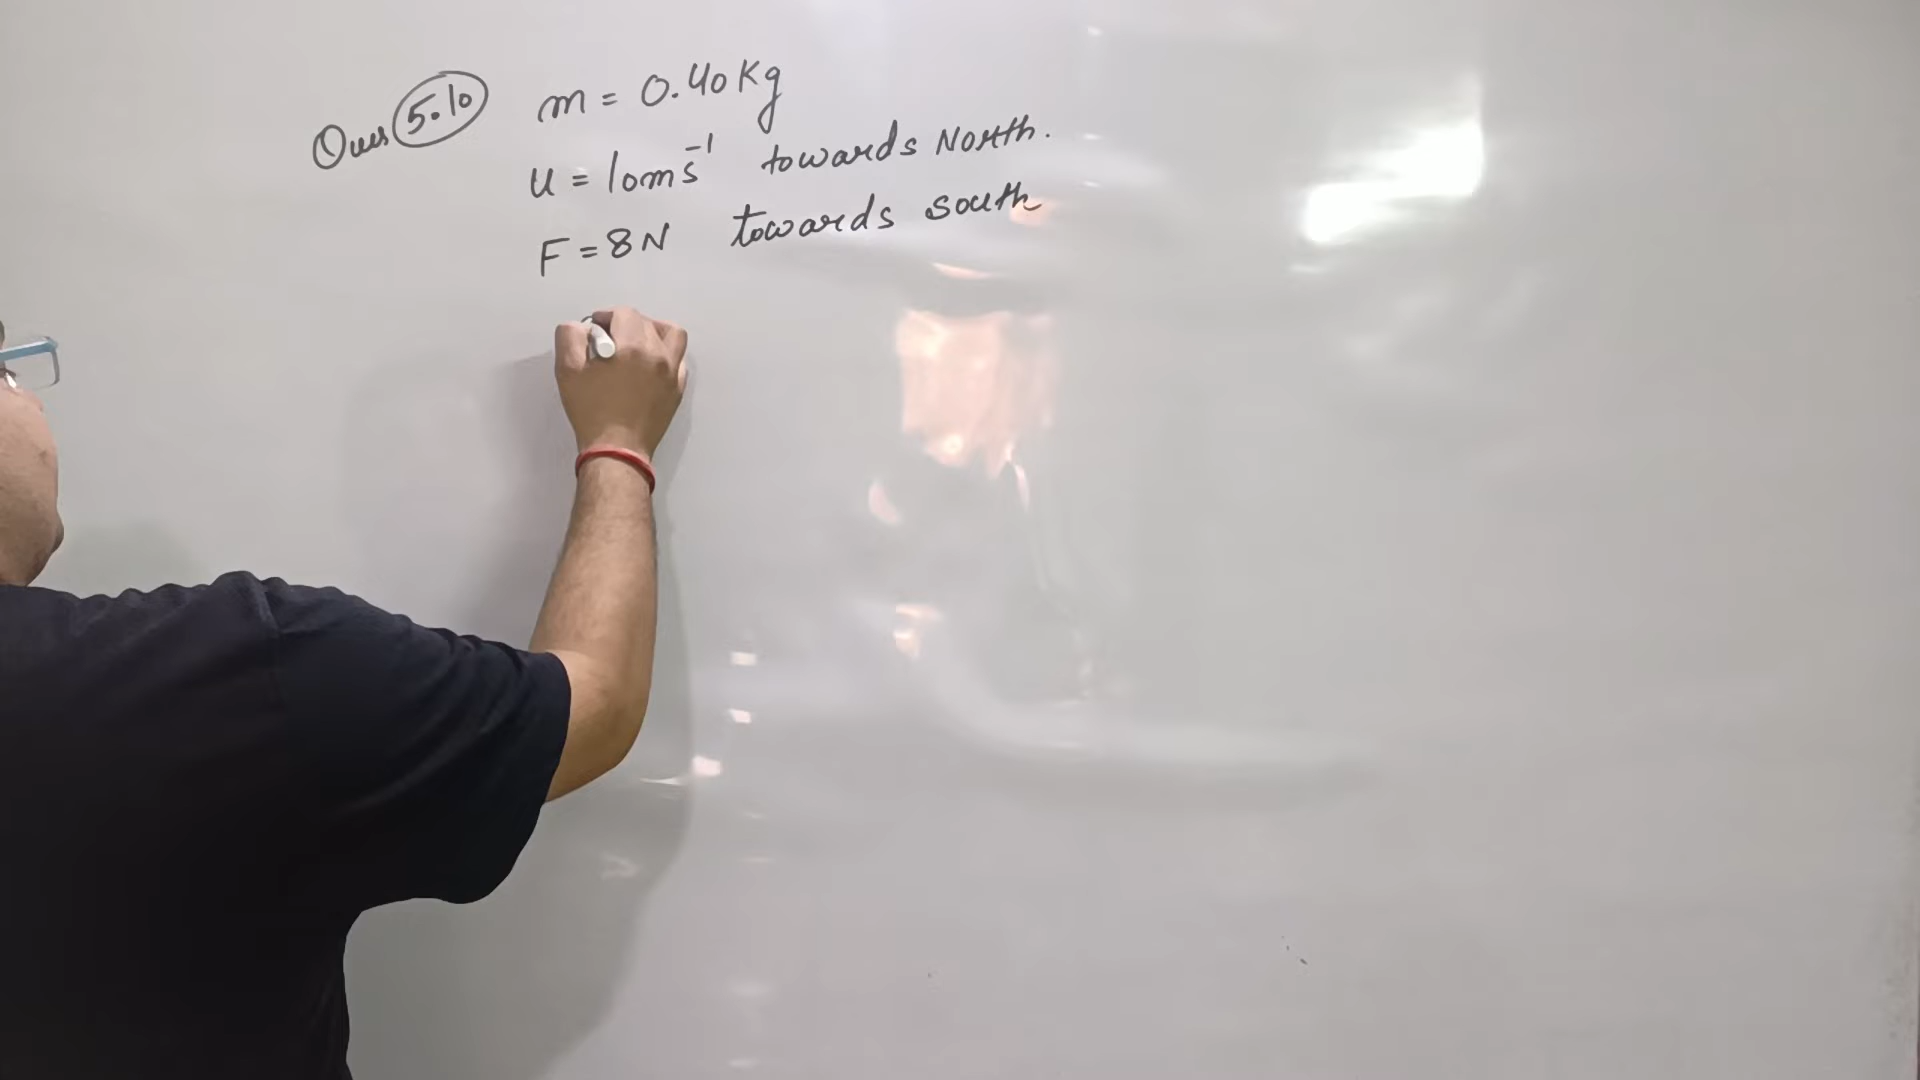 Ques 5.10 m = 0.40 Kg
u = 10ms⁻¹ towards North.
F = 8N towards south